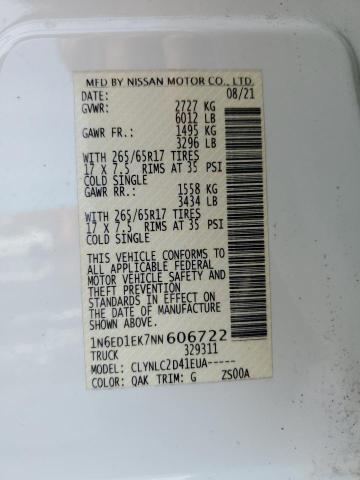 MFD BY NISSAN MOTOR CO., LTD.
DATE: 08/21
GVWR: 2727 KG
6012 LB
GAWR FR.: 1495 KG
3296 LB
WITH 265/65R17 TIRES
17 X 7.5 RIMS AT 35 PSI
COLD SINGLE
GAWR RR.: 1558 KG
3434 LB
WITH 265/65R17 TIRES
17 X 7.5 RIMS AT 35 PSI
COLD SINGLE
THIS VEHICLE CONFORMS TO
ALL APPLICABLE FEDERAL
MOTOR VEHICLE SAFETY AND
THEFT PREVENTION
STANDARDS IN EFFECT ON
THE DATE OF MANUFACTURE
SHOWN ABOVE
1N6ED1EK7NN606722
TRUCK 329311
MODEL: CLYNLC2D41EUA-----
COLOR: QAK TRIM: G ZS00A